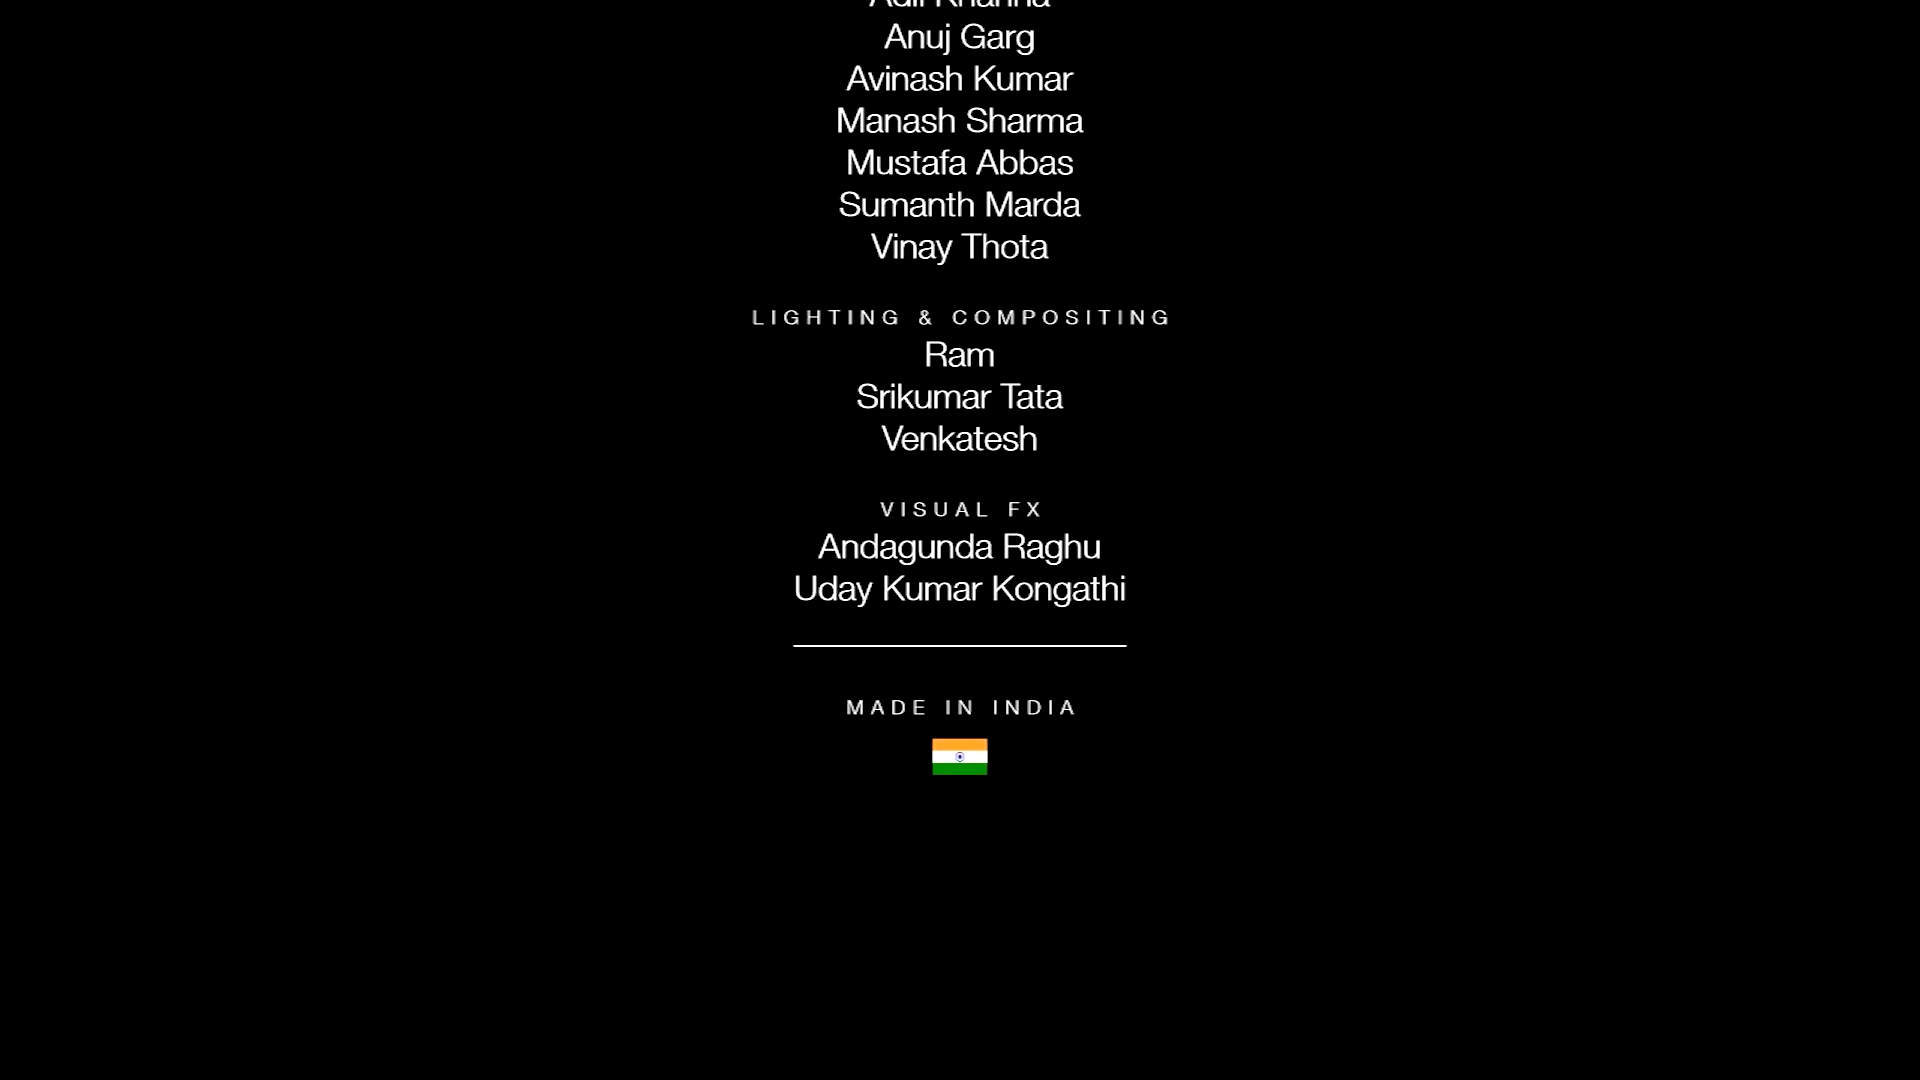 Anuj Garg
Avinash Kumar
Manash Sharma
Mustafa Abbas
Sumanth Marda
Vinay Thota
LIGHTING & COMPOSITING
Ram
Srikumar Tata
Venkatesh
VISUAL FX
Andagunda Raghu
Uday Kumar Kongathi
MADE IN INDIA